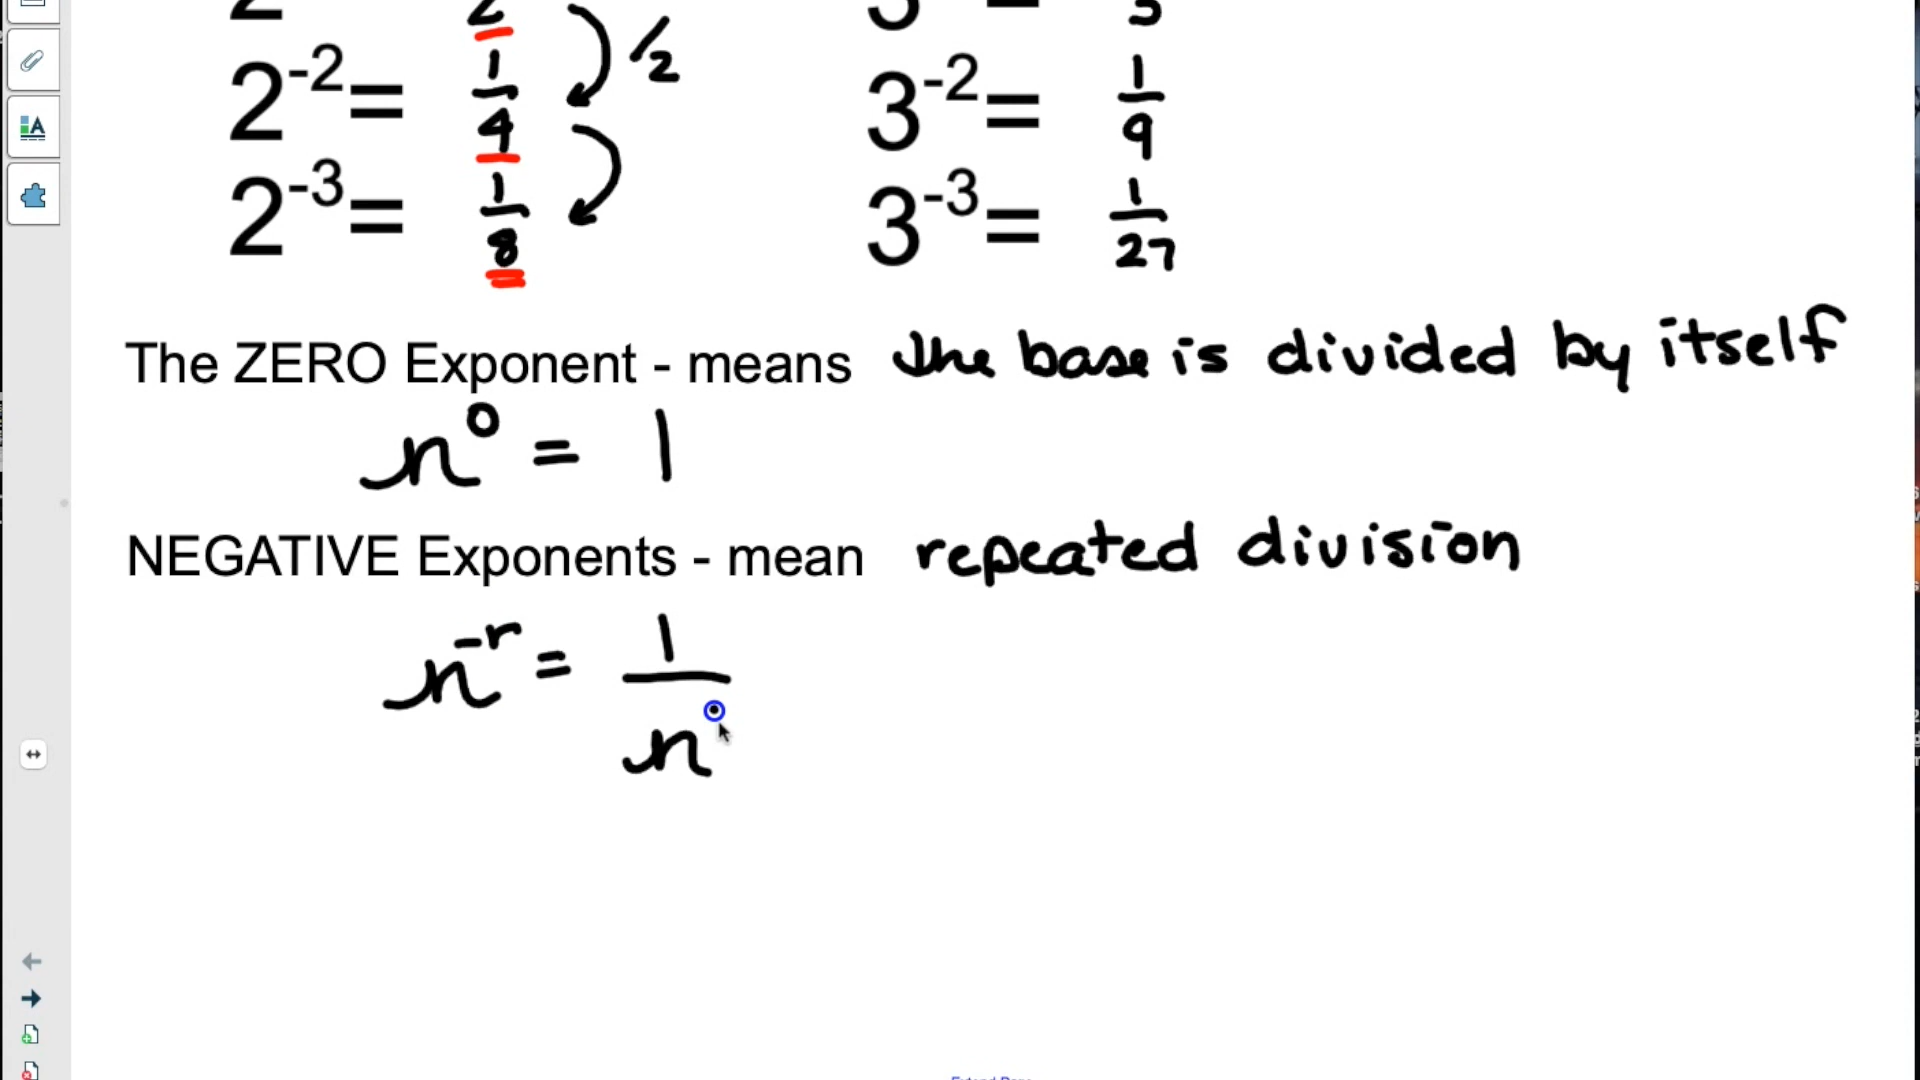 2^-2 = 1/4 1/2 3^-2 = 1/9
2^-3 = 1/8 3^-3 = 1/27
The ZERO Exponent - means the base is divided by itself
n^0 = 1
NEGATIVE Exponents - mean repeated division
n^-r = 1/n